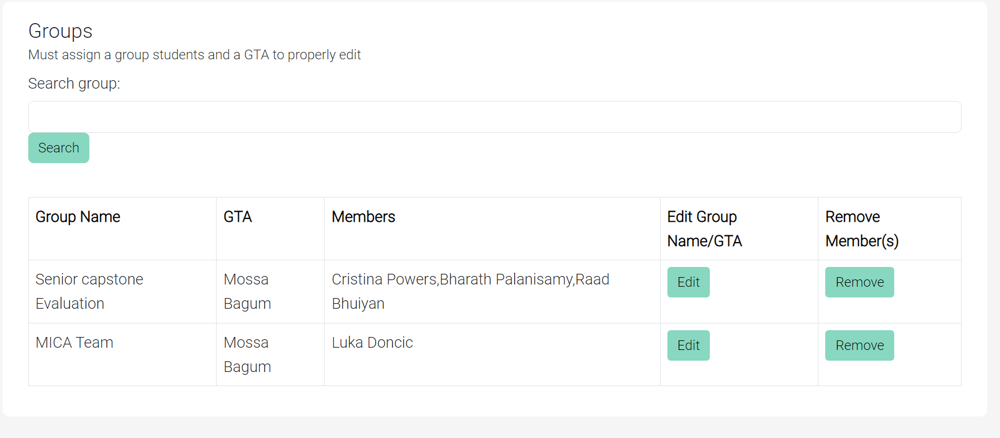 Groups
Must assign a group students and a GTA to properly edit
Search group:
Search
Group Name
GTA
Members
Edit Group
Name/GTA
Remove
Member(s)
Senior capstone
Evaluation
Mossa
Bagum
Cristina Powers,Bharath Palanisamy,Raad
Bhuiyan
Edit
Remove
MICA Team
Mossa
Bagum
Luka Doncic
Edit
Remove